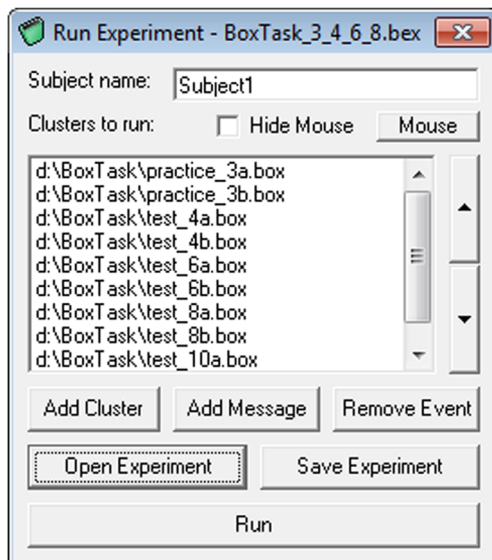 Run Experiment - BoxTask_3_4_6_8.bex
Subject name: Subject1
Clusters to run: Hide Mouse Mouse
d:\BoxTask\practice_3a.box
d:\BoxTask\practice_3b.box
d:\BoxTask\test_4a.box
d:\BoxTask\test_4b.box
d:\BoxTask\test_6a.box
d:\BoxTask\test_6b.box
d:\BoxTask\test_8a.box
d:\BoxTask\test_8b.box
d:\BoxTask\test_10a.box
Add Cluster Add Message Remove Event
Open Experiment Save Experiment
Run